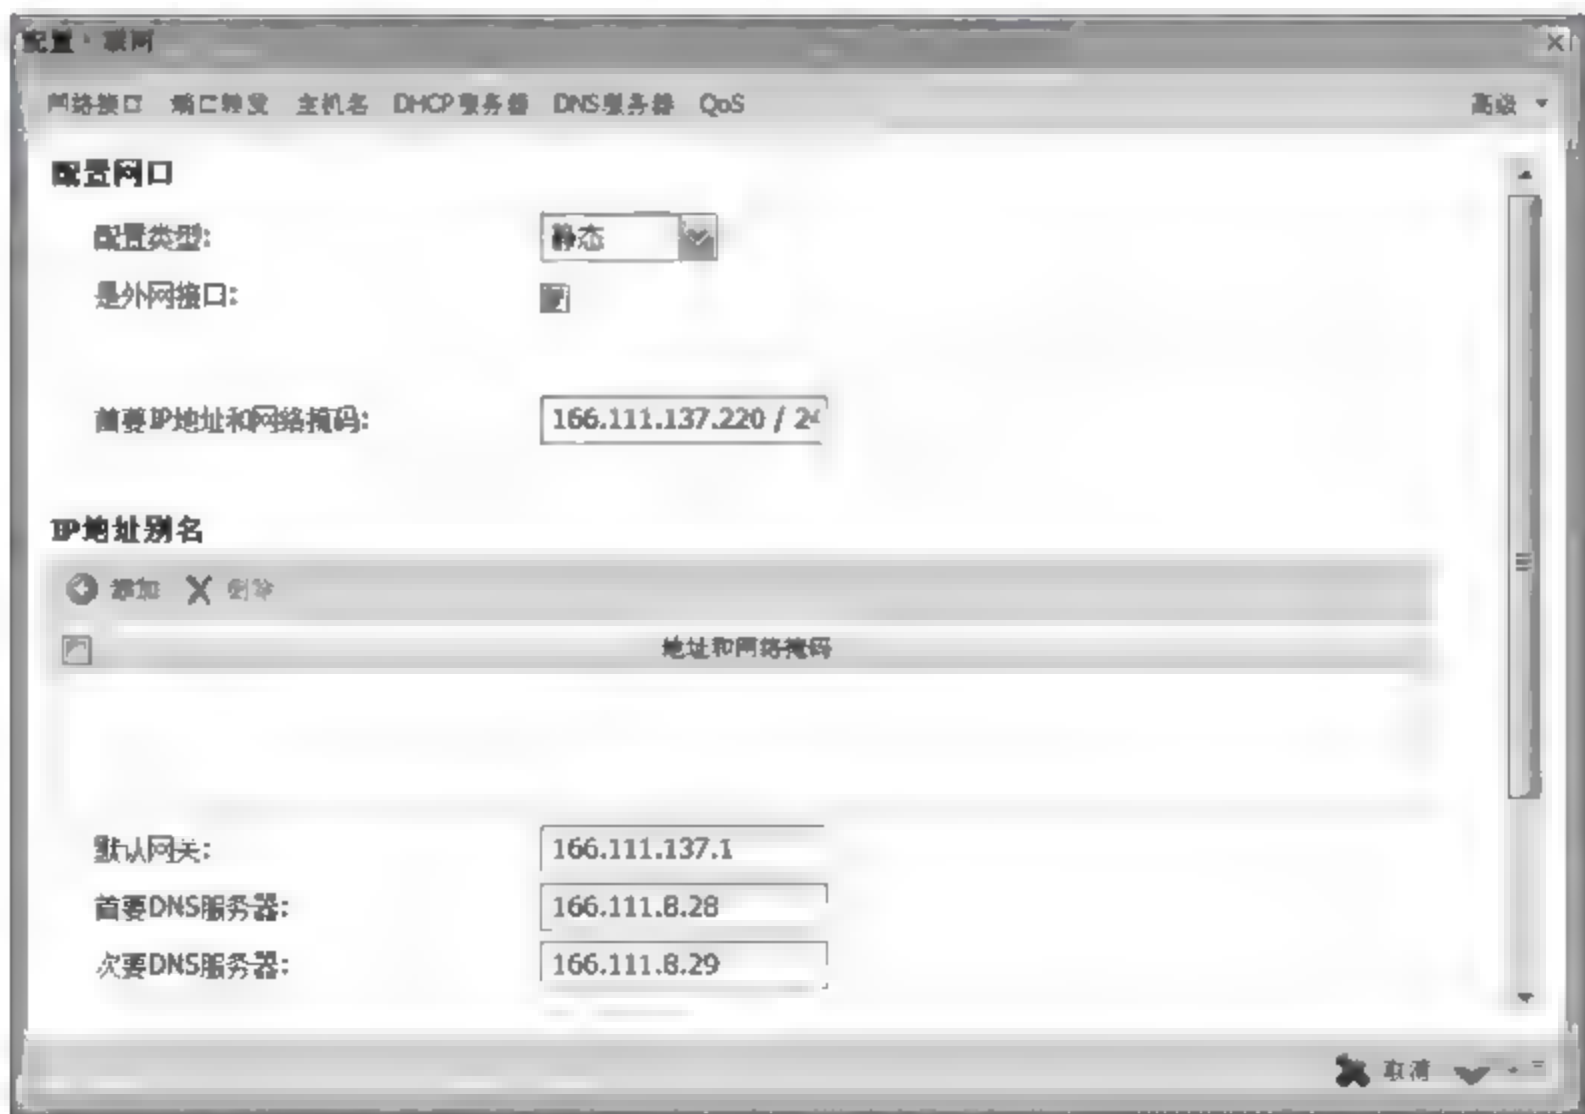 配置 · 联网
网络接口 端口转发 主机名 DHCP服务器 DNS服务器 QoS 高级
配置网口
配置类型: 静态
是外网接口:
首要IP地址和网络掩码: 166.111.137.220 / 24
IP地址别名
添加 删除
地址和网络掩码
默认网关: 166.111.137.1
首要DNS服务器: 166.111.8.28
次要DNS服务器: 166.111.8.29
取消